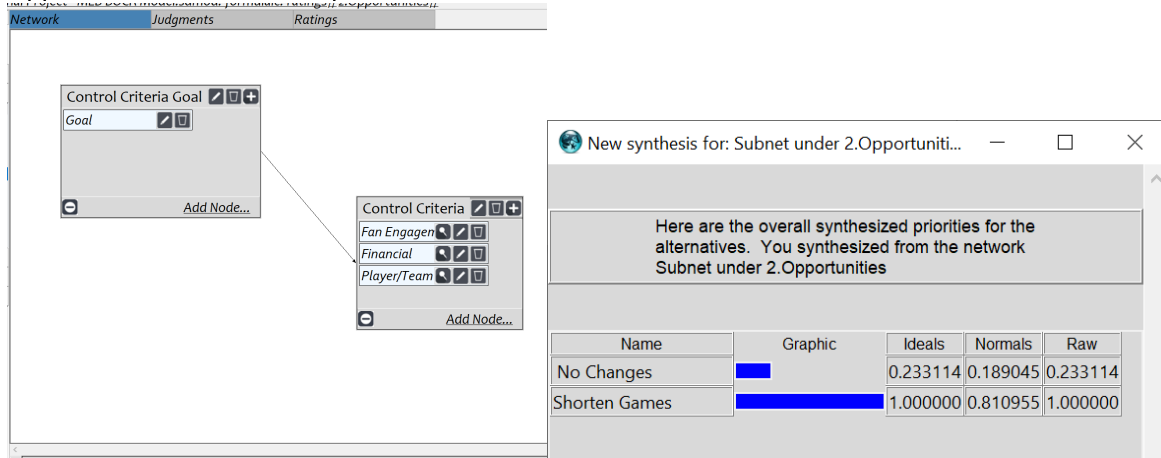 Network Judgments Ratings
Control Criteria Goal
Goal
Add Node...
Control Criteria
Fan Engagen
Financial
Player/Team
Add Node...
New synthesis for: Subnet under 2.Opportuniti...
Here are the overall synthesized priorities for the
alternatives. You synthesized from the network
Subnet under 2.Opportunities
Name Graphic Ideals Normals Raw
No Changes 0.233114 0.189045 0.233114
Shorten Games 1.000000 0.810955 1.000000